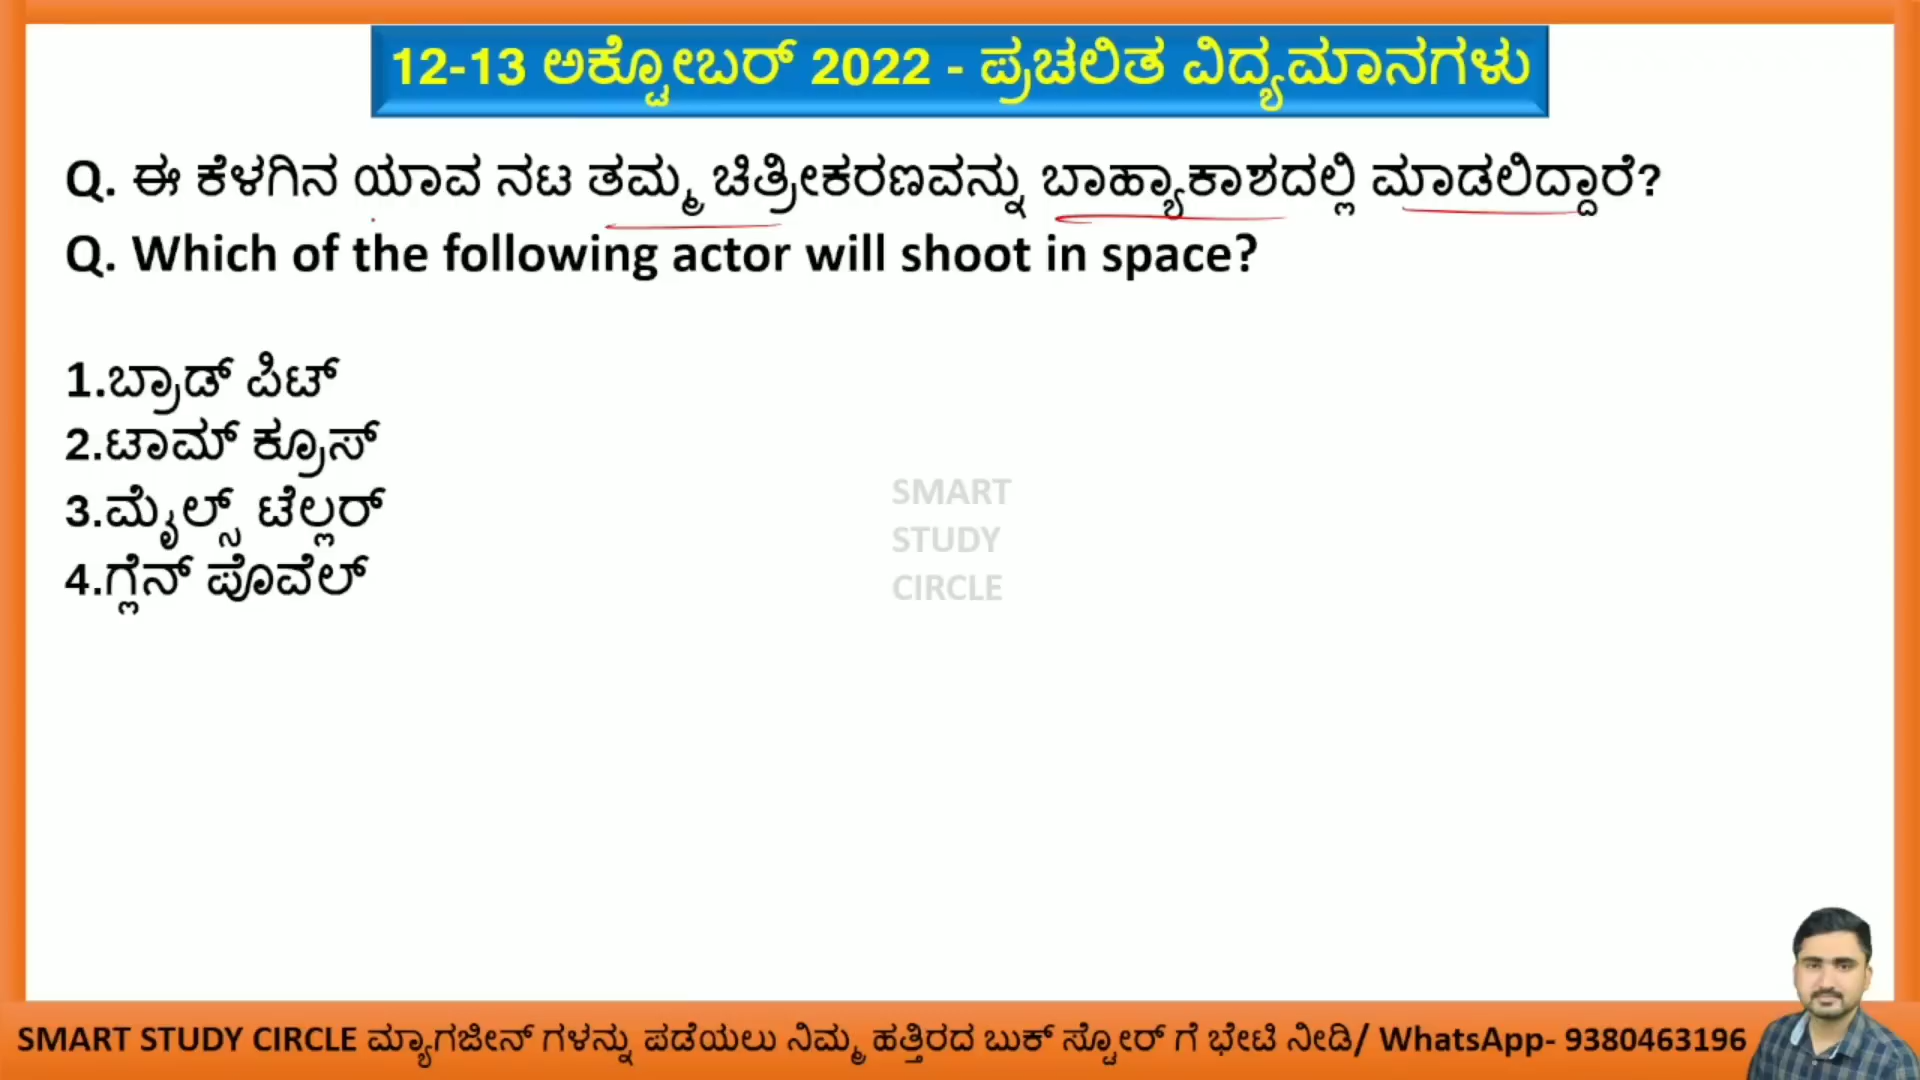 12-13 ಅಕ್ಟೋಬರ್ 2022 - ಪ್ರಚಲಿತ ವಿದ್ಯಮಾನಗಳು
Q. ಈ ಕೆಳಗಿನ ಯಾವ ನಟ ತಮ್ಮ ಚಿತ್ರೀಕರಣವನ್ನು ಬಾಹ್ಯಾಕಾಶದಲ್ಲಿ ಮಾಡಲಿದ್ದಾರೆ?
Q. Which of the following actor will shoot in space?
1.ಬ್ರಾಡ್ ಪಿಟ್
2.ಟಾಮ್ ಕ್ರೂಸ್
3.ಮೈಲ್ಸ್ ಟೆಲ್ಲರ್
4.ಗ್ಲೆನ್ ಪೊವೆಲ್
SMART
STUDY
CIRCLE
SMART STUDY CIRCLE ಮ್ಯಾಗಜೀನ್ ಗಳನ್ನು ಪಡೆಯಲು ನಿಮ್ಮ ಹತ್ತಿರದ ಬುಕ್ ಸ್ಟೋರ್ ಗೆ ಭೇಟಿ ನೀಡಿ/ WhatsApp- 9380463196